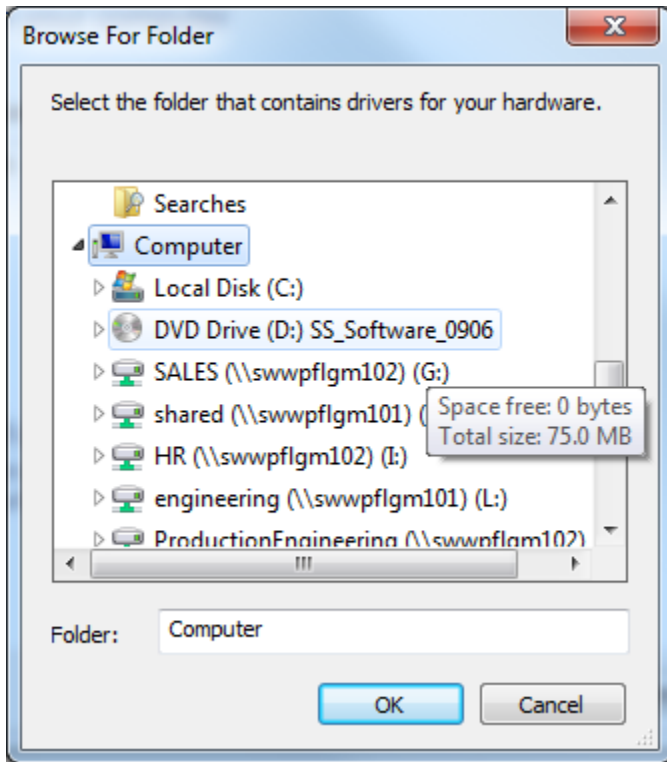 Browse For Folder
Select the folder that contains drivers for your hardware.
Searches
Computer
Local Disk (C:)
DVD Drive (D:) SS_Software_0906
SALES (\\swwpflgm102) (G:)
shared (\\swwpflgm101) (
Space free: 0 bytes
Total size: 75.0 MB
HR (\\swwpflgm102) (I:)
engineering (\\swwpflgm101) (L:)
ProductionEngineering (\\swwpflgm102)
Folder:
Computer
OK
Cancel